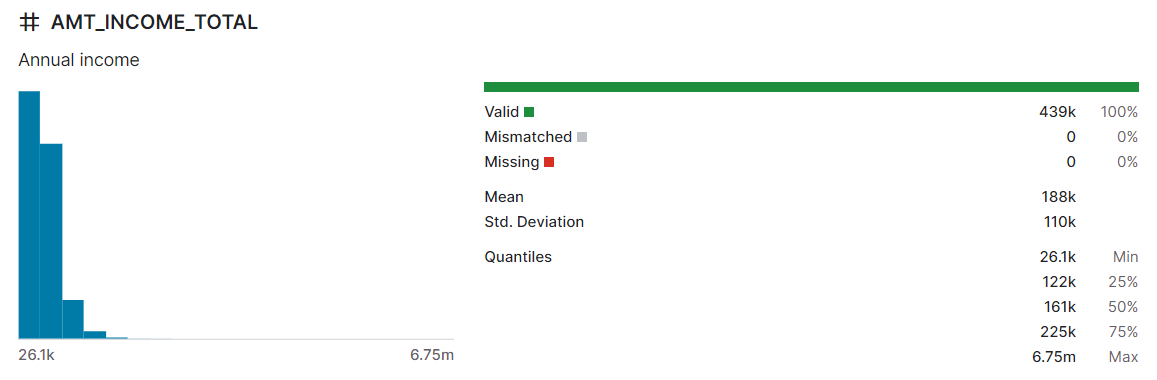 # AMT_INCOME_TOTAL
Annual income
26.1k 6.75m
Valid 439k 100%
Mismatched 0 0%
Missing 0 0%
Mean 188k
Std. Deviation 110k
Quantiles 26.1k Min
122k 25%
161k 50%
225k 75%
6.75m Max